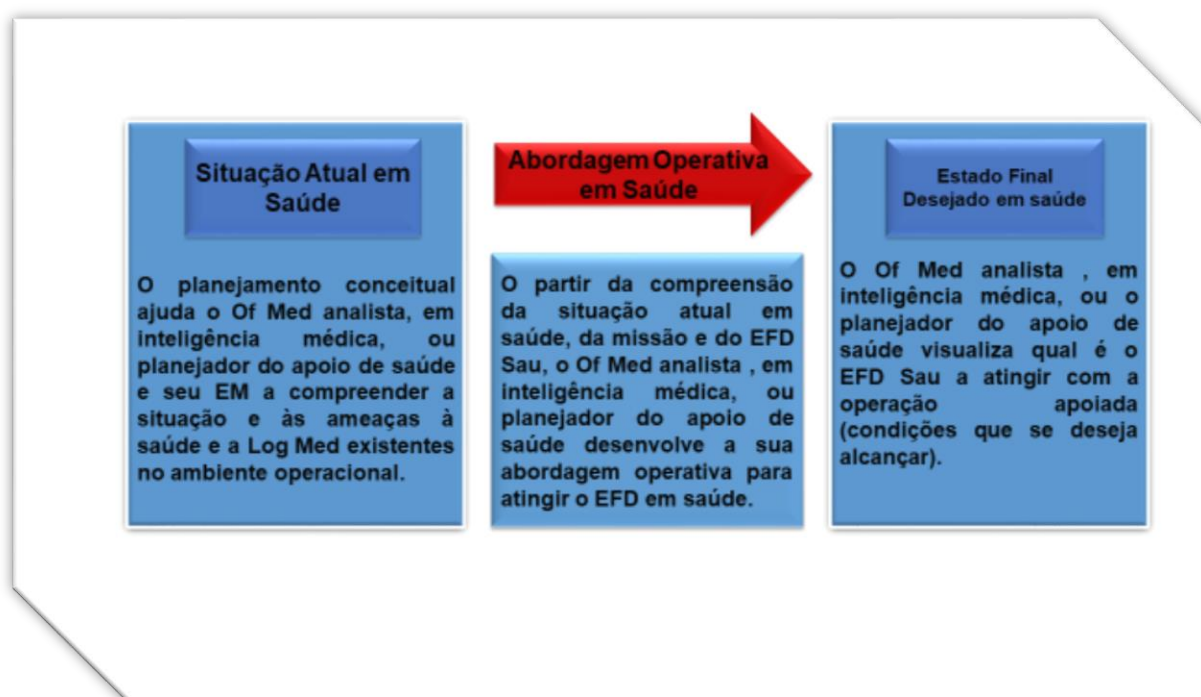 Situação Atual em
Saúde
O planejamento conceitual
ajuda o Of Med analista, em
inteligência médica, ou
planejador do apoio de saúde
e seu EM a compreender a
situação e às ameaças à
saúde e a Log Med existentes
no ambiente operacional.
Abordagem Operativa
em Saúde
O partir da compreensão
da situação atual em
saúde, da missão e do EFD
Sau, o Of Med analista , em
inteligência médica, ou
planejador do apoio de
saúde desenvolve a sua
abordagem operativa para
atingir o EFD em saúde.
Estado Final
Desejado em saúde
O Of Med analista , em
inteligência médica, ou o
planejador do apoio de
saúde visualiza qual é o
EFD Sau a atingir com a
operação apoiada
(condições que se deseja
alcançar).